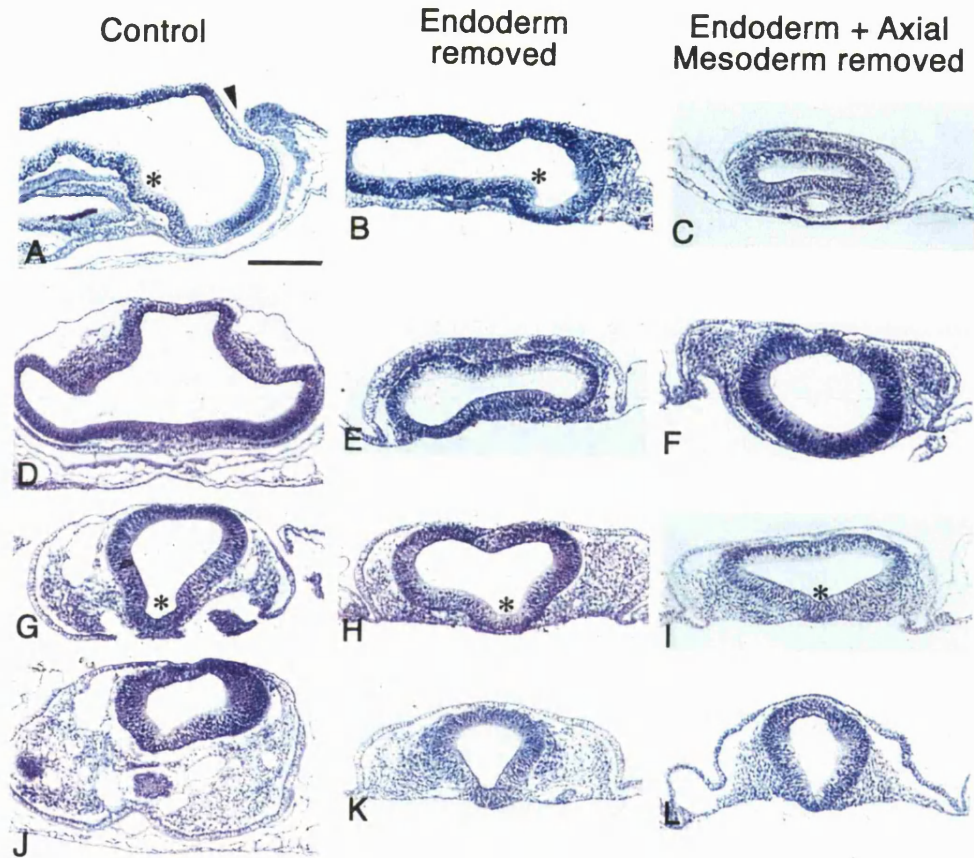 Control
Endoderm
removed
Endoderm + Axial
Mesoderm removed
*
*
A
B
C
D
E
F
*
*
*
G
H
I
J
K
L